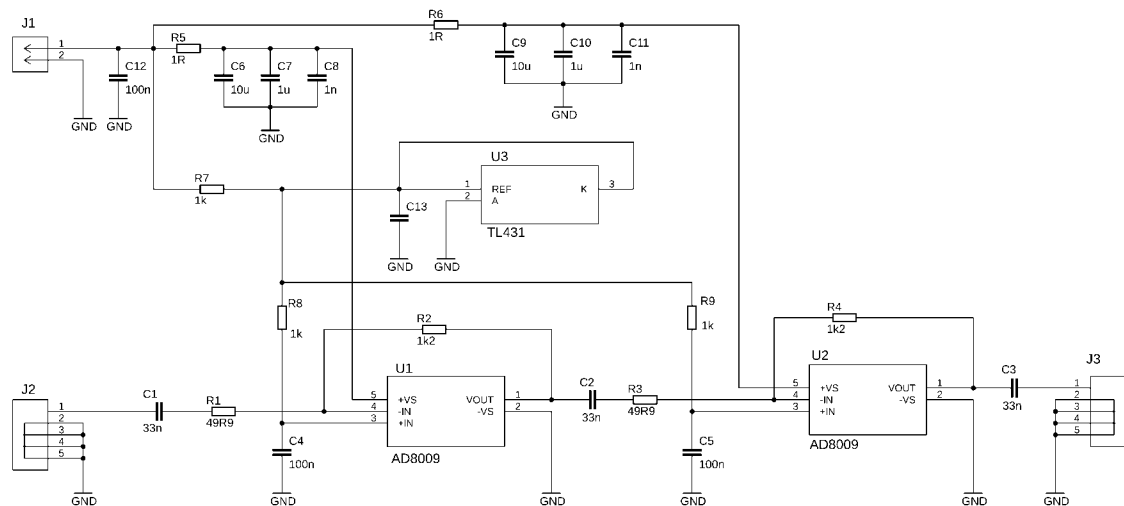 J1
1
2
C12
100n
GND
GND
R5
1R
C6
10u
C7
1u
C8
1n
GND
R6
1R
C9
10u
C10
1u
C11
1n
GND
R7
1k
U3
1
2
REF
A
K
3
TL431
C13
GND
GND
R8
1k
R9
1k
R2
1k2
R4
1k2
J2
1
2
3
4
5
GND
C1
33n
R1
49R9
C4
100n
GND
U1
5
4
3
+VS
-IN
+IN
VOUT
-VS
1
2
AD8009
GND
C2
33n
R3
49R9
C5
100n
GND
U2
5
4
3
+VS
-IN
+IN
VOUT
-VS
1
2
AD8009
GND
C3
33n
J3
1
2
3
4
5
GND